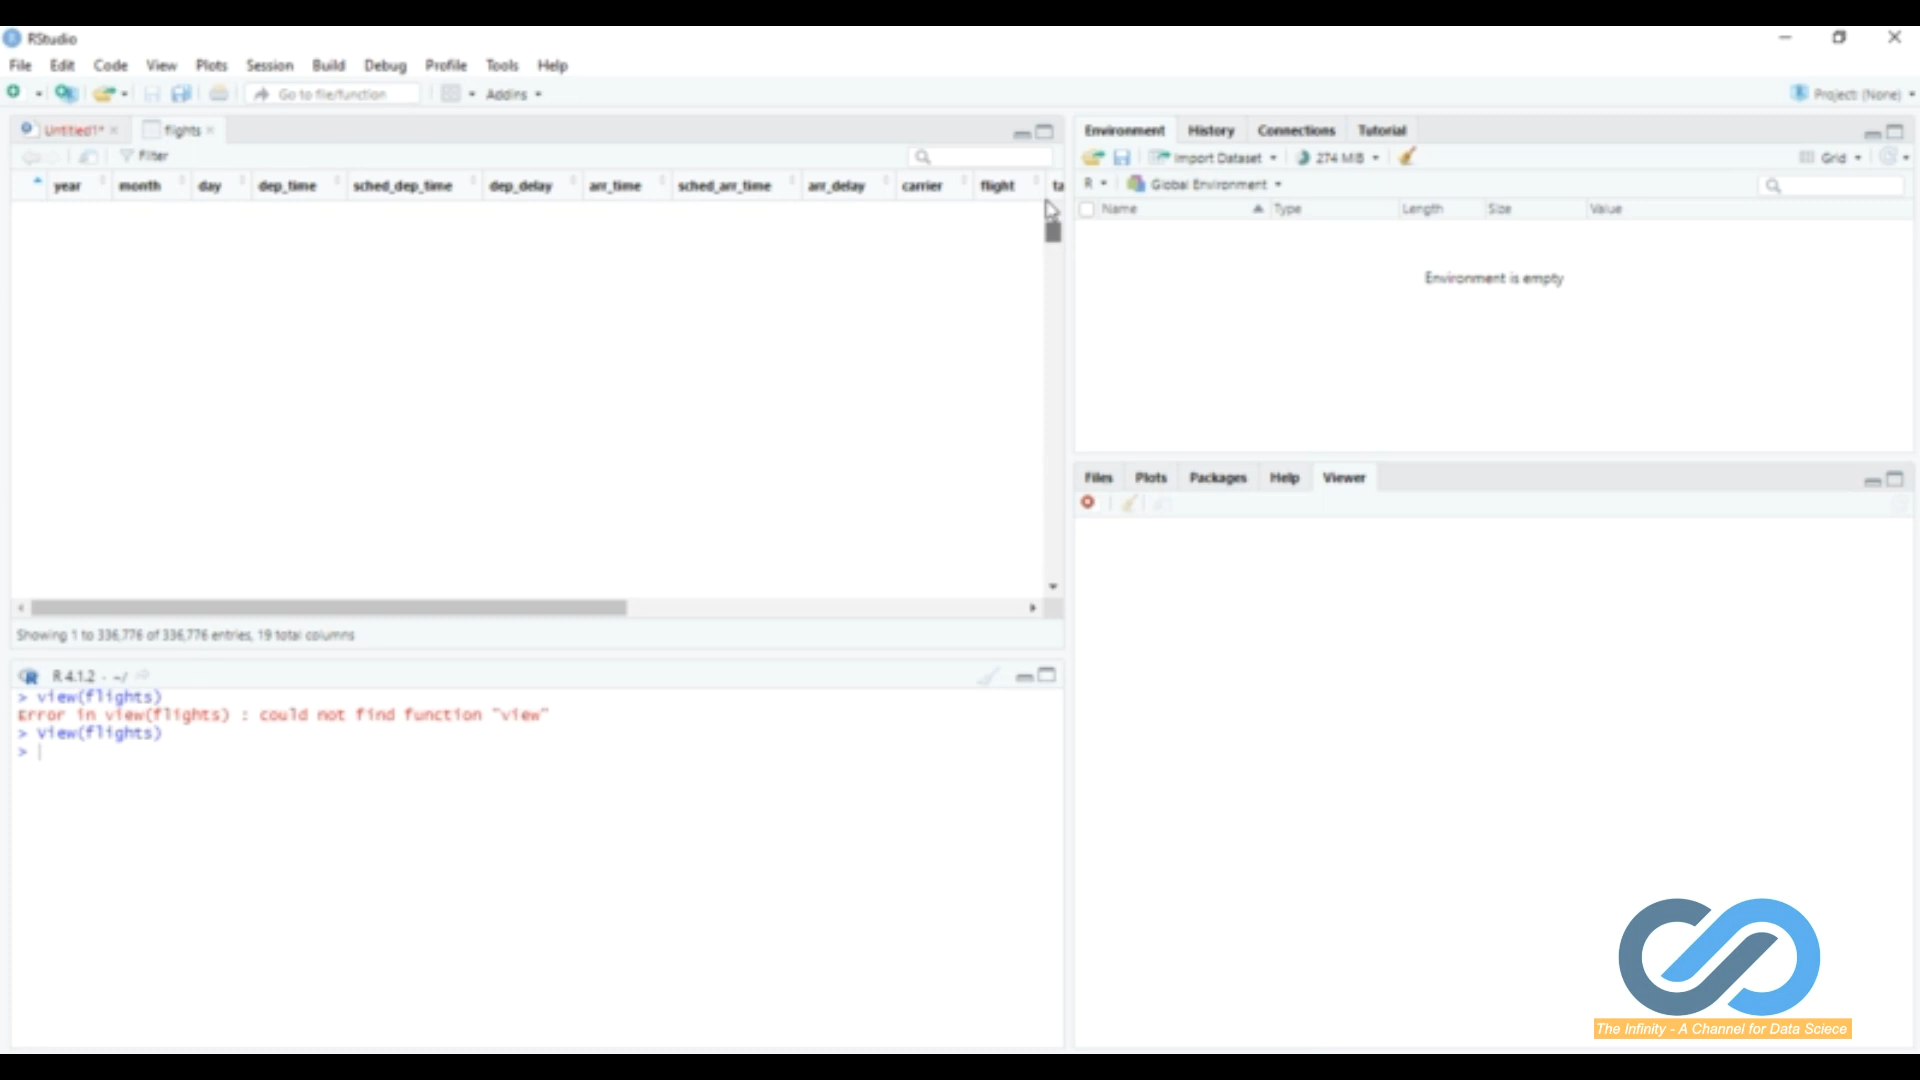 RStudio
File Edit Code View Plots Session Build Debug Profile Tools Help
Go to file/function Addins Project: (None)
Untitled1* flights
Filter
year month day dep_time sched_dep_time dep_delay arr_time sched_arr_time arr_delay carrier flight ta
Showing 1 to 336,776 of 336,776 entries, 19 total columns
R 4.1.2 · ~/
> view(flights)
Error in view(flights) : could not find function "view"
> View(flights)
>
Environment History Connections Tutorial
Import Dataset 274 MiB Grid
R Global Environment
Name Type Length Size Value
Environment is empty
Files Plots Packages Help Viewer
The Infinity - A Channel for Data Sciece